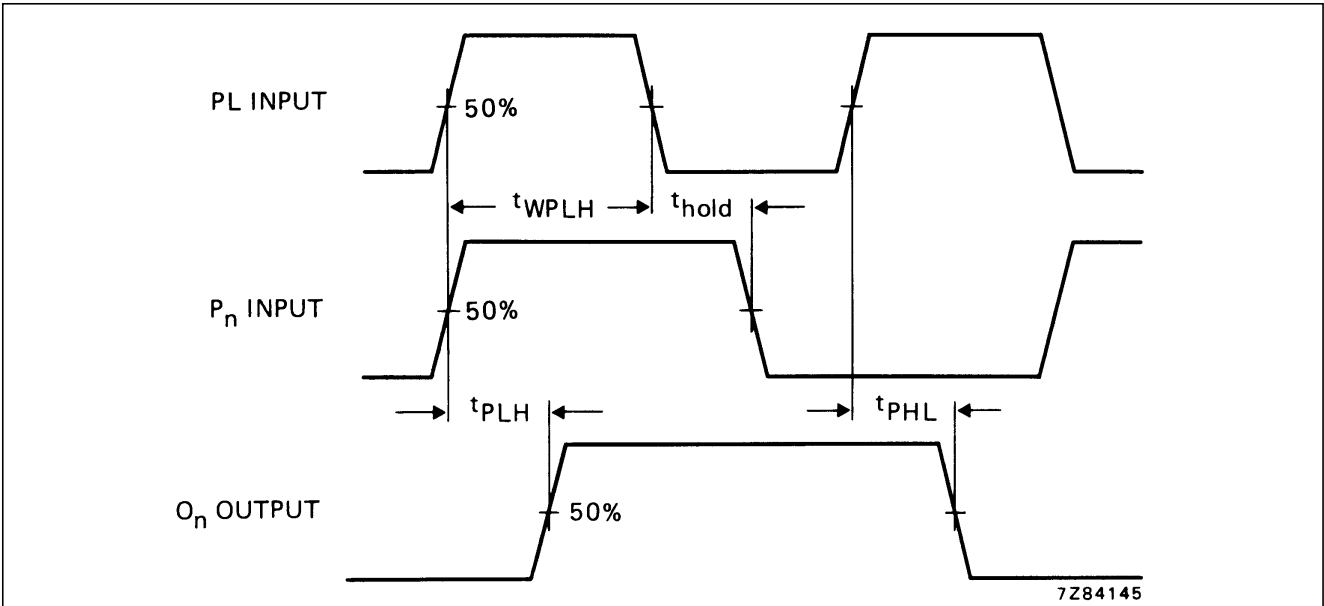 PL INPUT
50%
tWPLH
thold
Pn INPUT
50%
tPLH
tPHL
On OUTPUT
50%
7Z84145